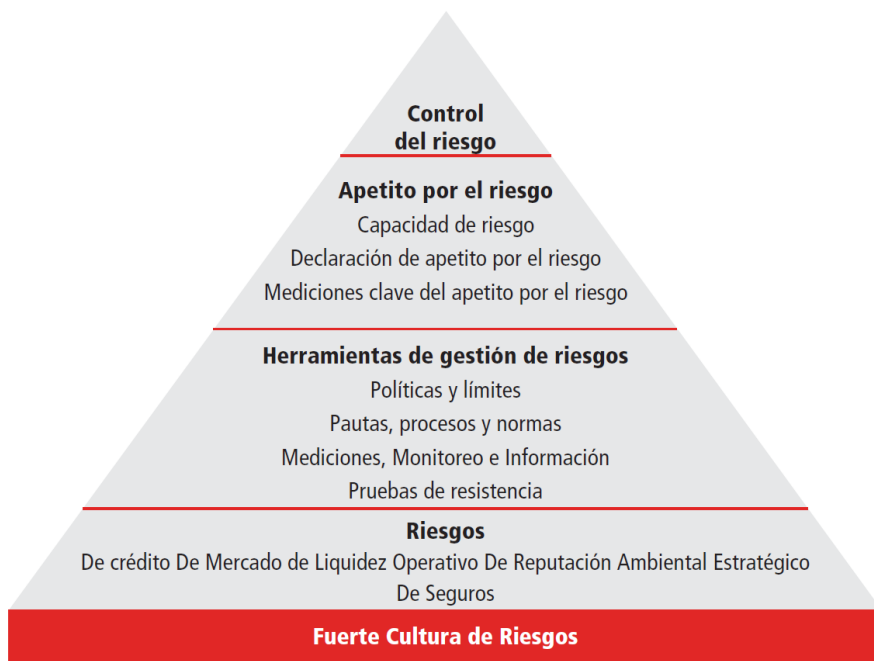 Control
del riesgo
Apetito por el riesgo
Capacidad de riesgo
Declaración de apetito por el riesgo
Mediciones clave del apetito por el riesgo
Herramientas de gestión de riesgos
Políticas y límites
Pautas, procesos y normas
Mediciones, Monitoreo e Información
Pruebas de resistencia
Riesgos
De crédito De Mercado de Liquidez Operativo De Reputación Ambiental Estratégico
De Seguros
Fuerte Cultura de Riesgos